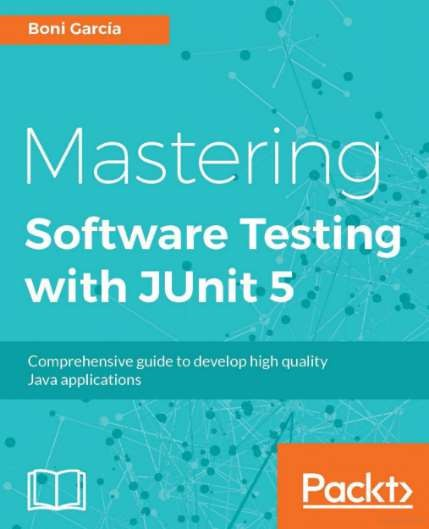 Boni García
Mastering
Software Testing
with JUnit 5
Comprehensive guide to develop high quality
Java applications
Packt>